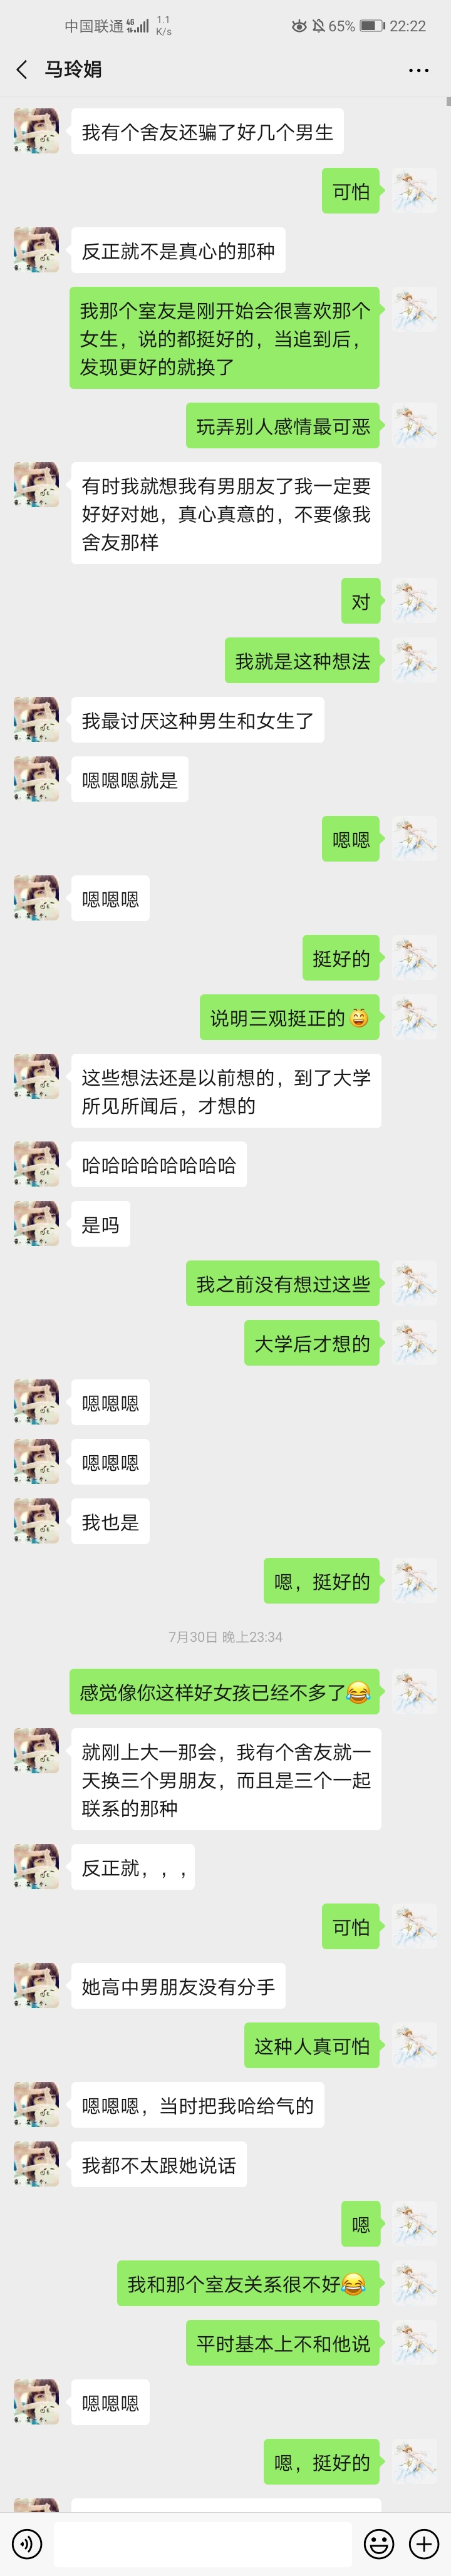 中国联通 4G 1.1 K/s 65% 22:22
马玲娟
我有个舍友还骗了好几个男生
可怕
反正就不是真心的那种
我那个室友是刚开始会很喜欢那个
女生，说的都挺好的，当追到后，
发现更好的就换了
玩弄别人感情最可恶
有时我就想我有男朋友了我一定要
好好对她，真心真意的，不要像我
舍友那样
对
我就是这种想法
我最讨厌这种男生和女生了
嗯嗯嗯就是
嗯嗯
嗯嗯嗯
挺好的
说明三观挺正的😄
这些想法还是以前想的，到了大学
所见所闻后，才想的
哈哈哈哈哈哈哈哈
是吗
我之前没有想过这些
大学后才想的
嗯嗯嗯
嗯嗯嗯
我也是
嗯，挺好的
7月30日 晚上23:34
感觉像你这样好女孩已经不多了😂
就刚上大一那会，我有个舍友就一
天换三个男朋友，而且是三个一起
联系的那种
反正就，，，
可怕
她高中男朋友没有分手
这种人真可怕
嗯嗯嗯，当时把我哈给气的
我都不太跟她说话
嗯
我和那个室友关系很不好😂
平时基本上不和他说
嗯嗯嗯
嗯，挺好的